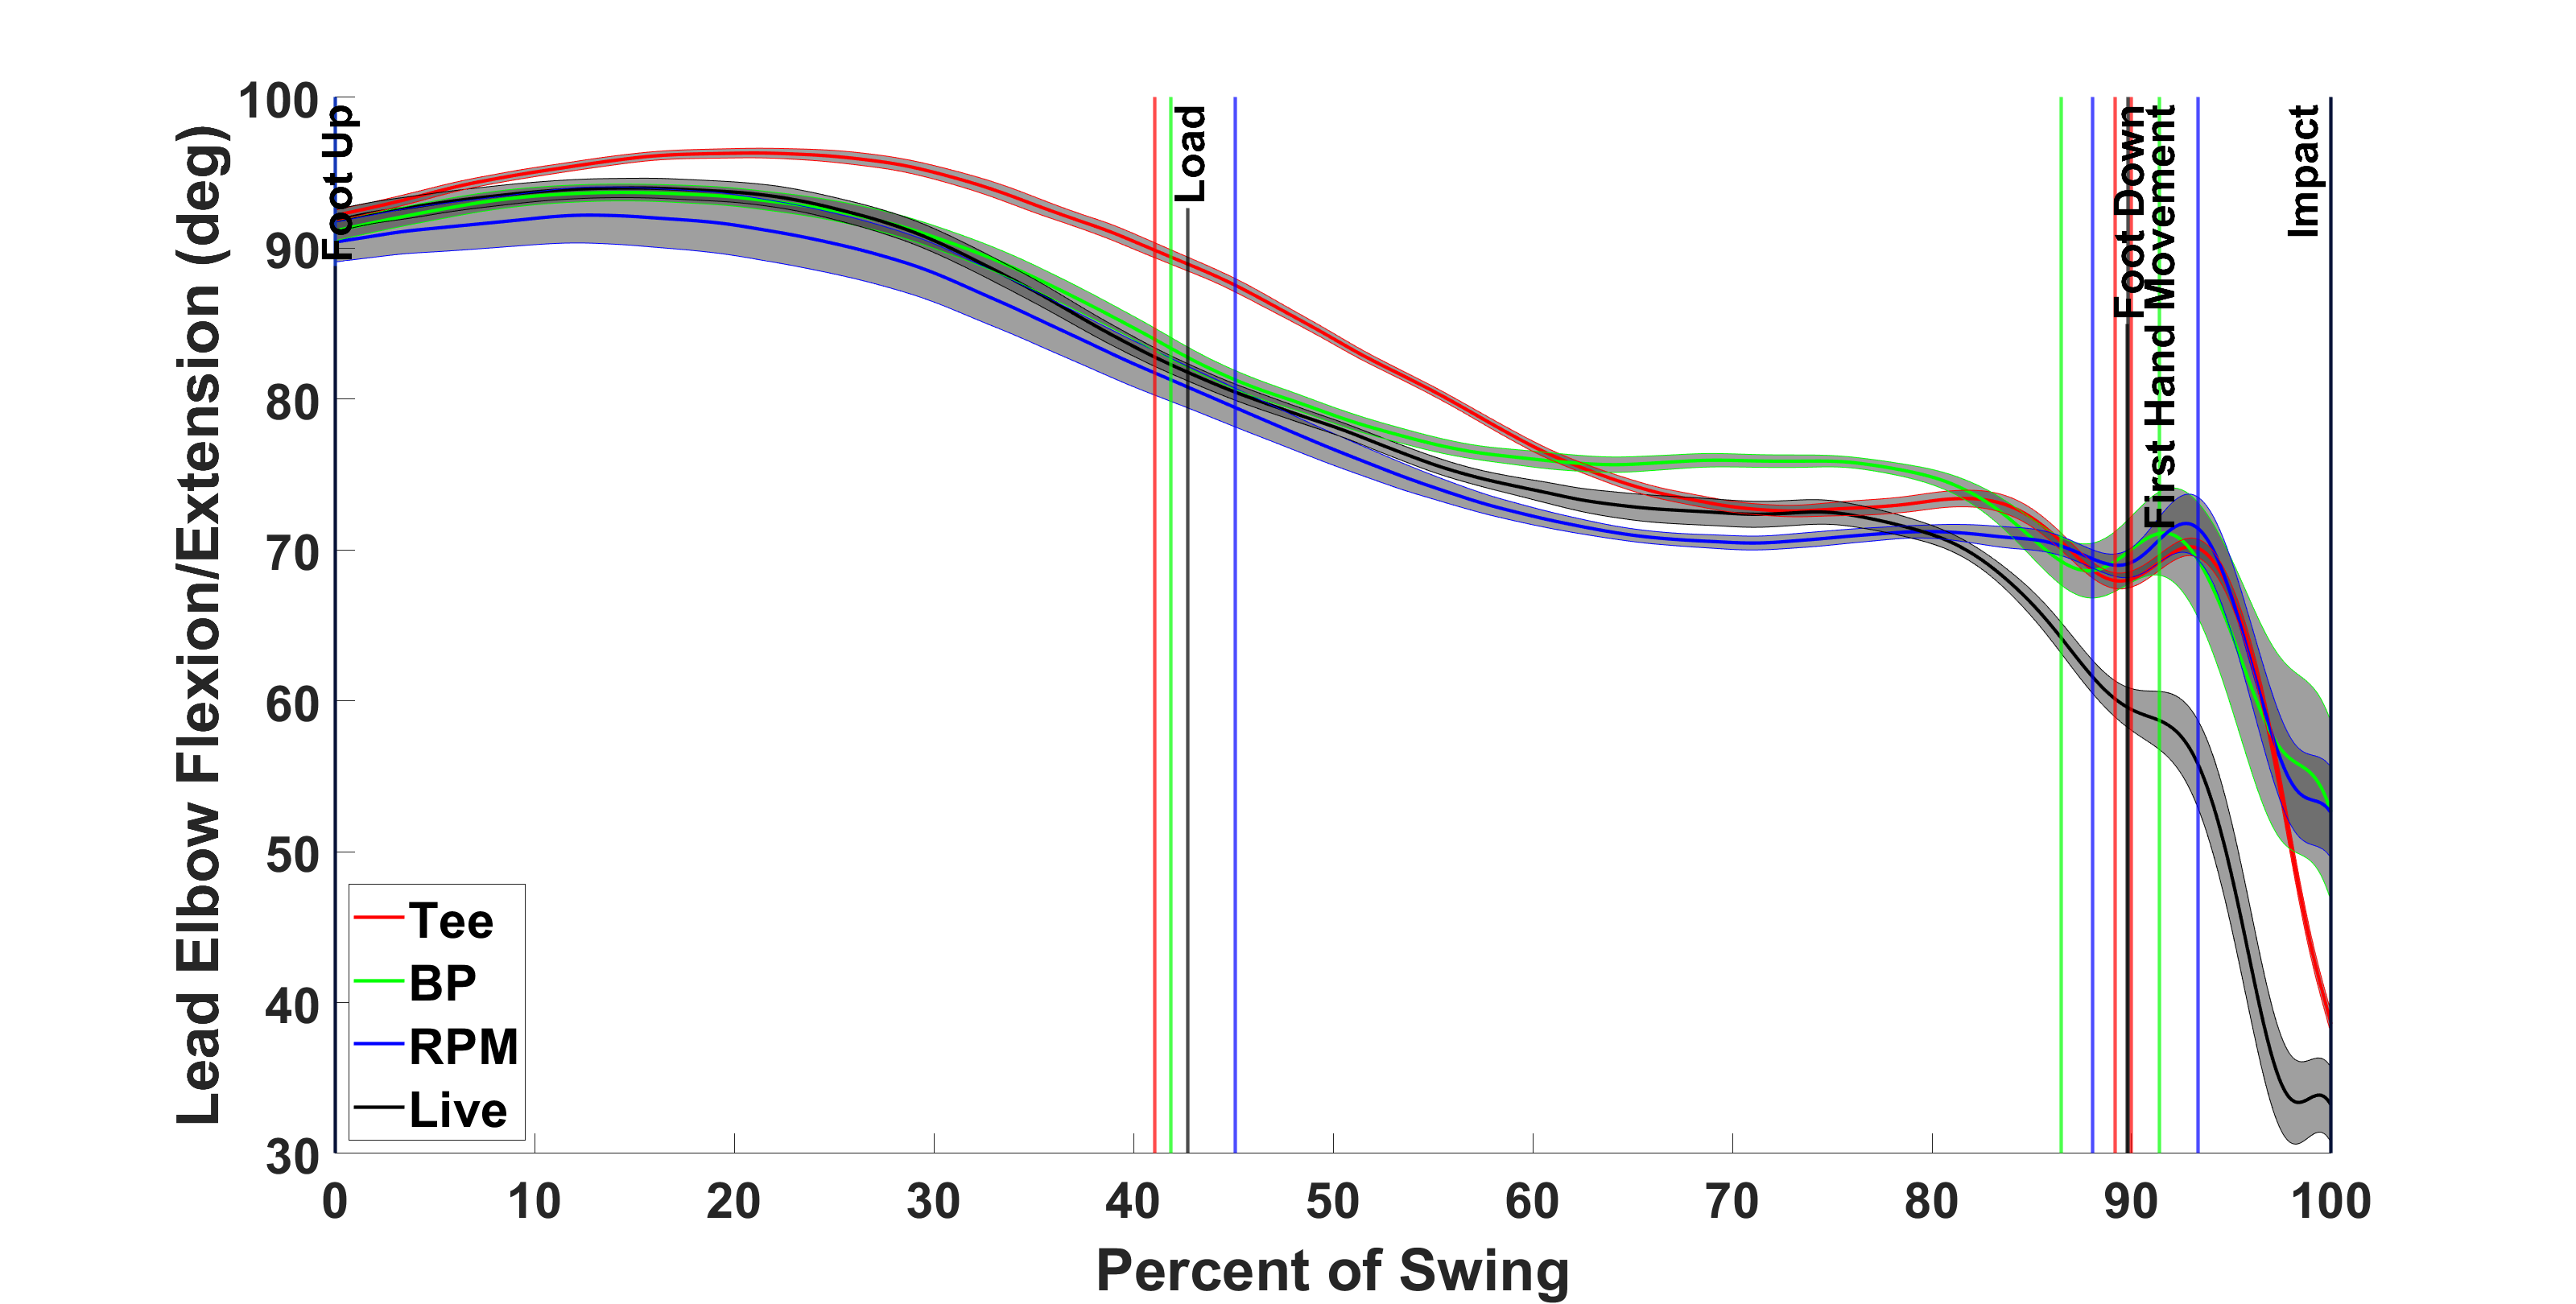 Lead Elbow Flexion/Extension (deg)
100
90
80
70
60
50
40
30
Foot Up
Load
Foot Down
First Hand Movement
Impact
Tee
BP
RPM
Live
0 10 20 30 40 50 60 70 80 90 100
Percent of Swing